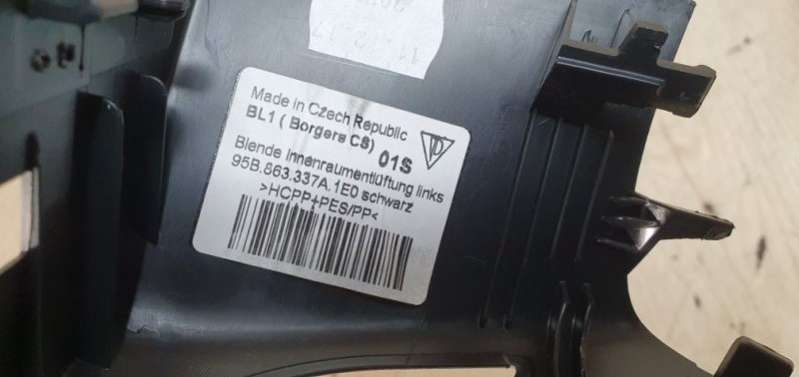 Made in Czech Republic
BL1 ( Borgers CS)
01S
Blende Innenraumentlüftung links
95B.863.337A.1E0 schwarz
>HCPP+PES/PP<